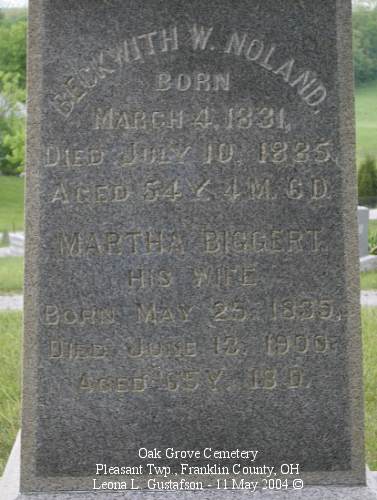 BECKWITH W. NOLAND.
BORN
MARCH 4, 1831,
DIED JULY 10, 1885,
AGED 54 Y. 4 M. 6 D.
MARTHA BIGGERT.
HIS WIFE
BORN MAY 25, 1835,
DIED JUNE 12, 1900.
AGED 65 Y. 18 D.
Oak Grove Cemetery
Pleasant Twp., Franklin County, OH
Leona L. Gustafson - 11 May 2004 ©